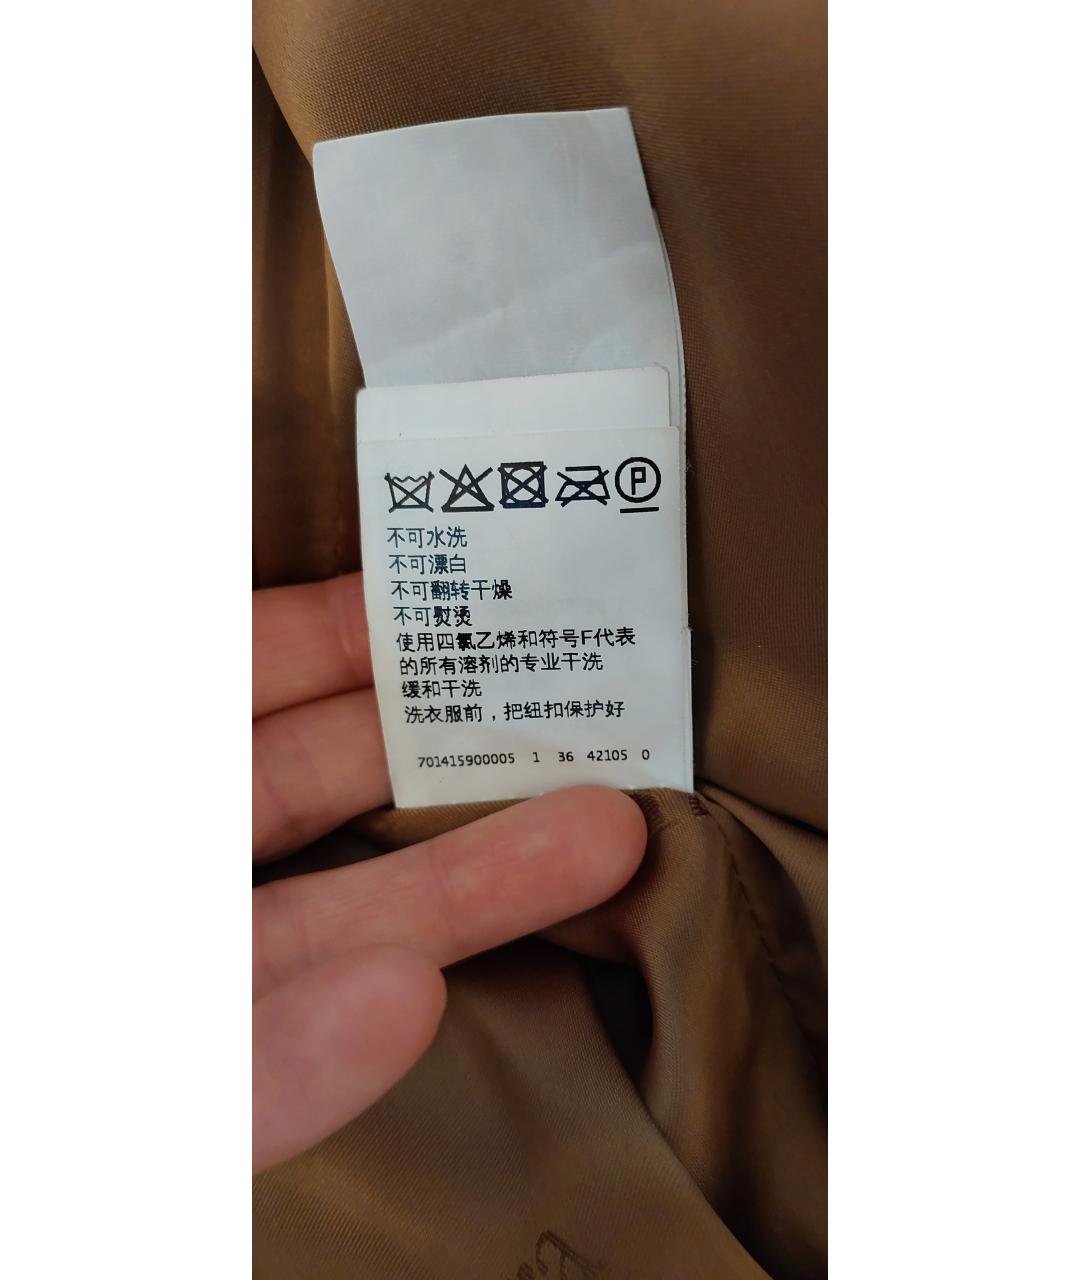 P
不可水洗
不可漂白
不可翻转干燥
不可熨烫
使用四氯乙烯和符号F代表
的所有溶剂的专业干洗
缓和干洗
洗衣服前，把纽扣保护好
701415900005 1 36 42105 0